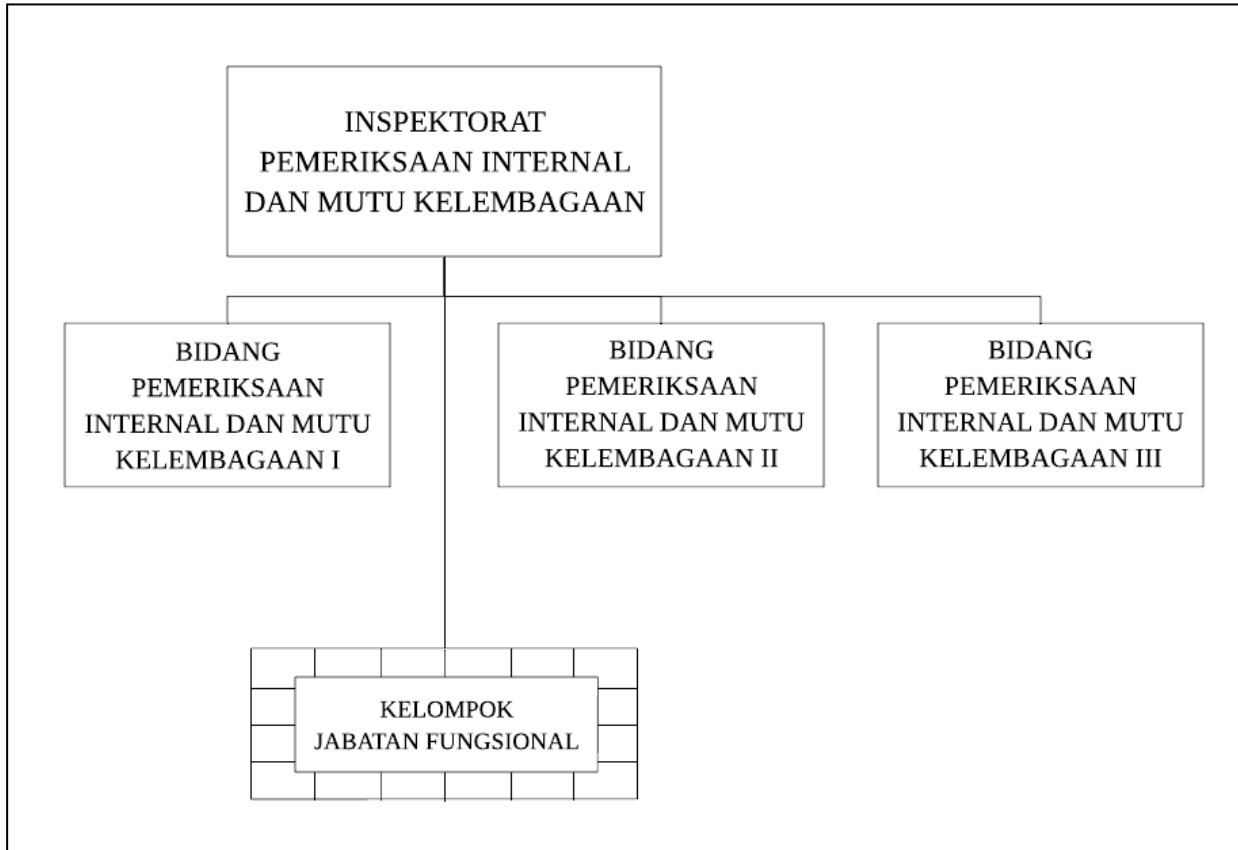 INSPEKTORAT
PEMERIKSAAN INTERNAL
DAN MUTU KELEMBAGAAN
BIDANG
PEMERIKSAAN
INTERNAL DAN MUTU
KELEMBAGAAN I
BIDANG
PEMERIKSAAN
INTERNAL DAN MUTU
KELEMBAGAAN II
BIDANG
PEMERIKSAAN
INTERNAL DAN MUTU
KELEMBAGAAN III
KELOMPOK
JABATAN FUNGSIONAL